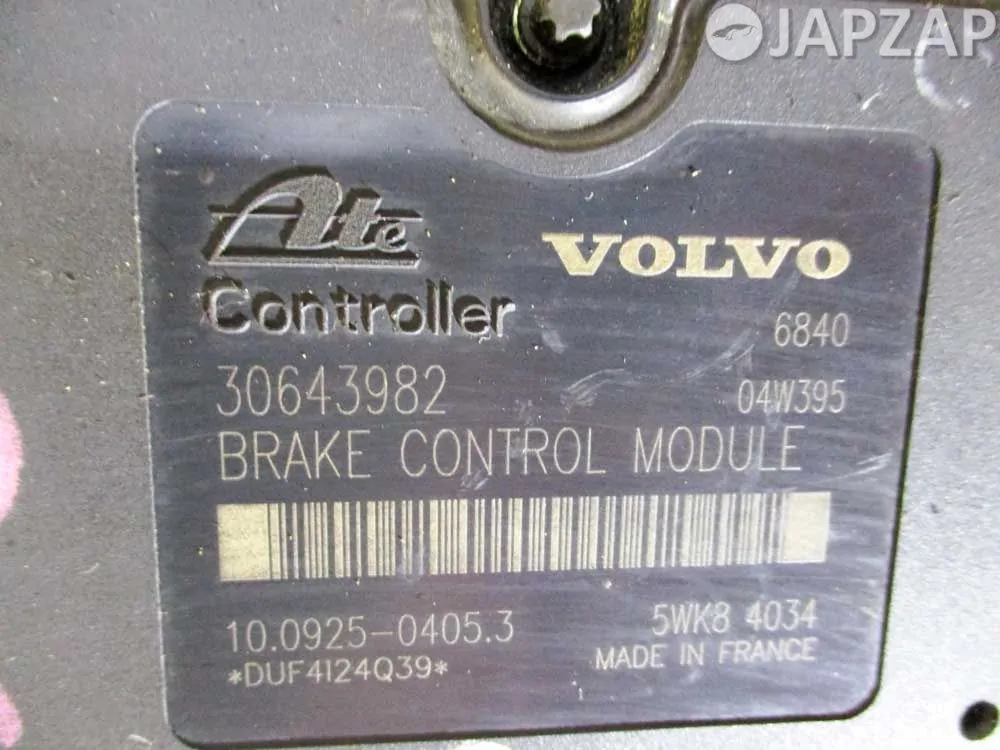 JAPZAP
Ate VOLVO
Controller 6840
30643982 04W395
BRAKE CONTROL MODULE
10.0925-0405.3 5WK8 4034
*DUF4124Q39* MADE IN FRANCE